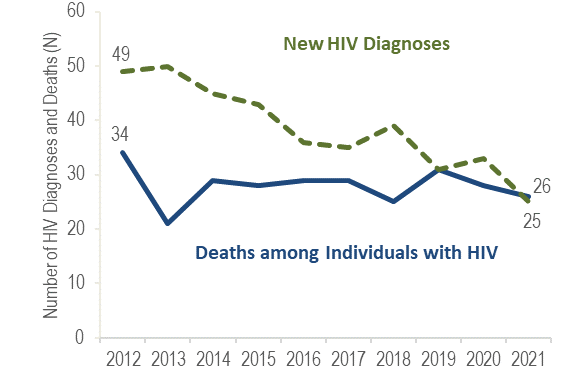 Number of HIV Diagnoses and Deaths (N)
60
50
40
30
20
10
0
New HIV Diagnoses
49
34
26
25
Deaths among Individuals with HIV
2012 2013 2014 2015 2016 2017 2018 2019 2020 2021